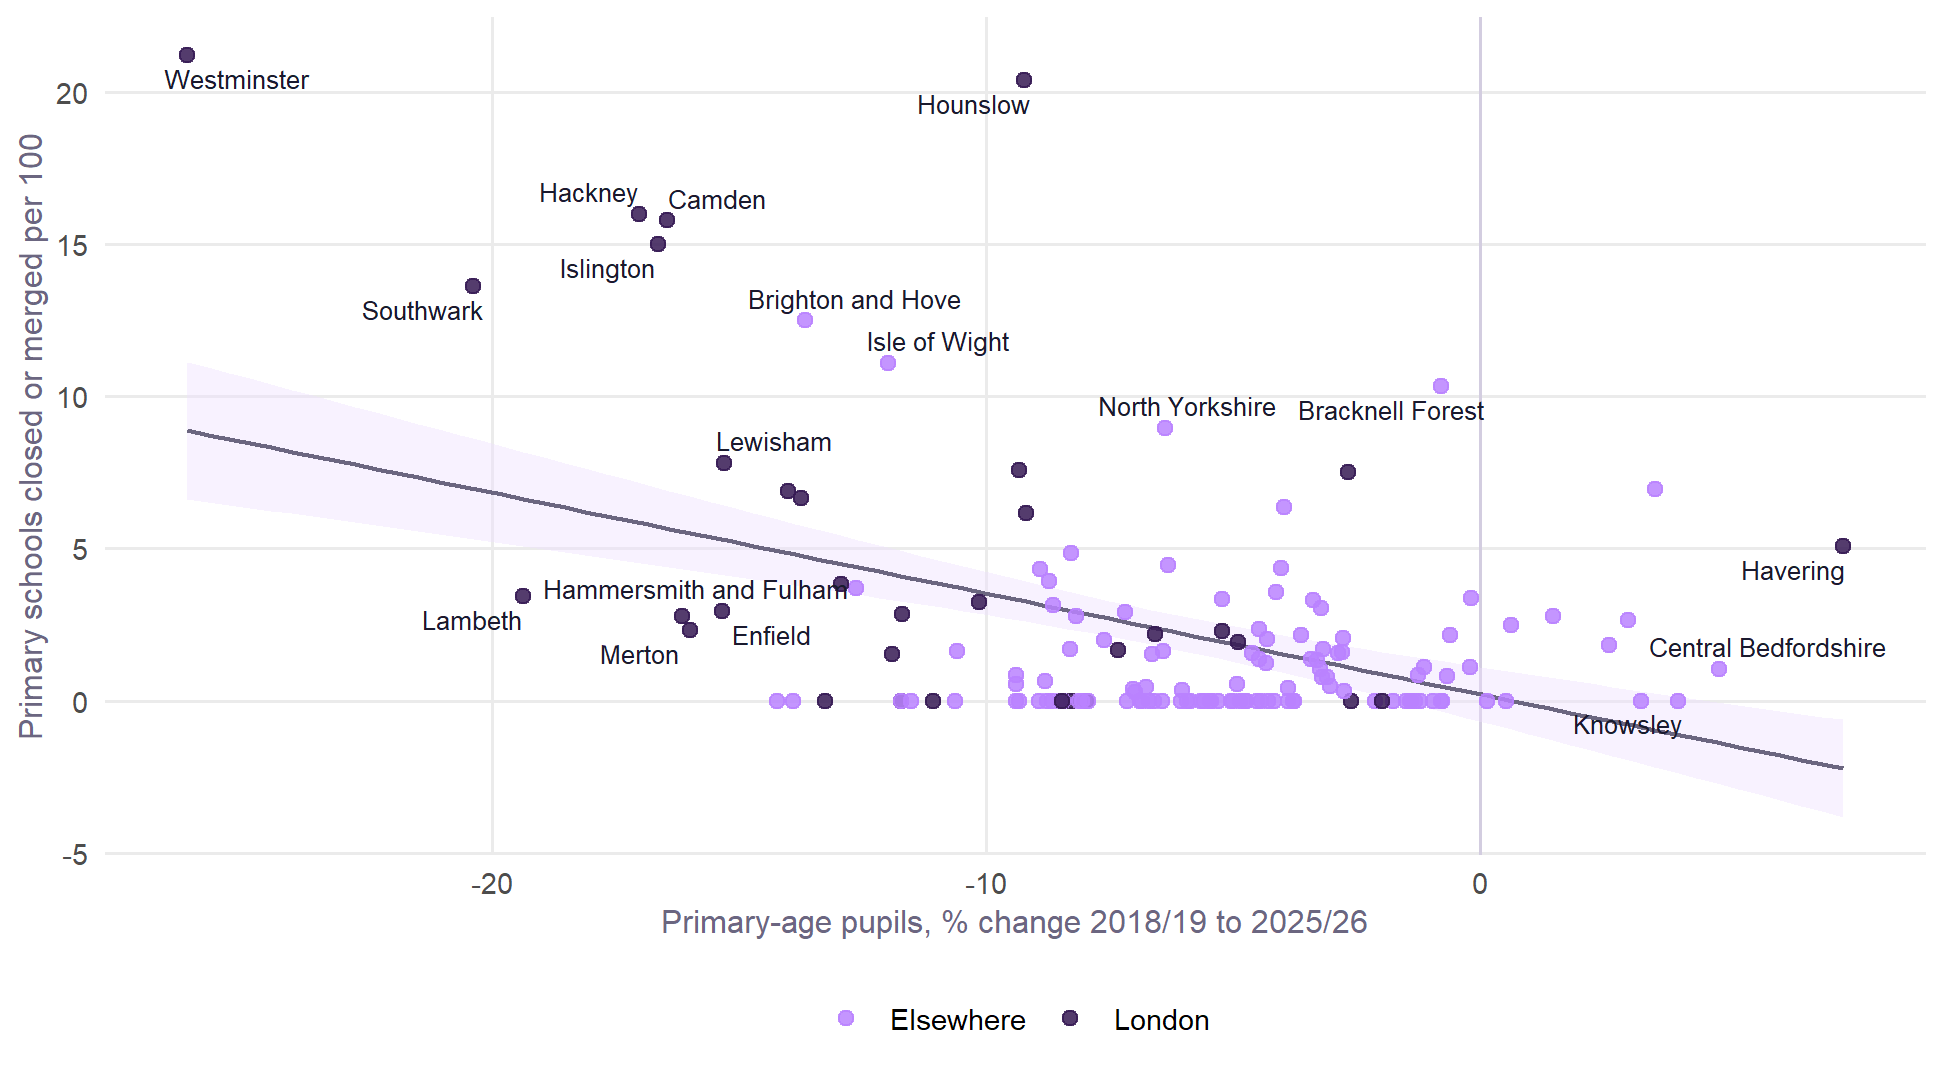 Westminster
20
Hounslow
Hackney
Camden
Islington
15
Southwark
Brighton and Hove
Isle of Wight
10
North Yorkshire
Bracknell Forest
Lewisham
5
Havering
Hammersmith and Fulham
Lambeth
Enfield
Merton
Central Bedfordshire
0
Knowsley
-5
Primary schools closed or merged per 100
-20
-10
0
Primary-age pupils, % change 2018/19 to 2025/26
Elsewhere
London